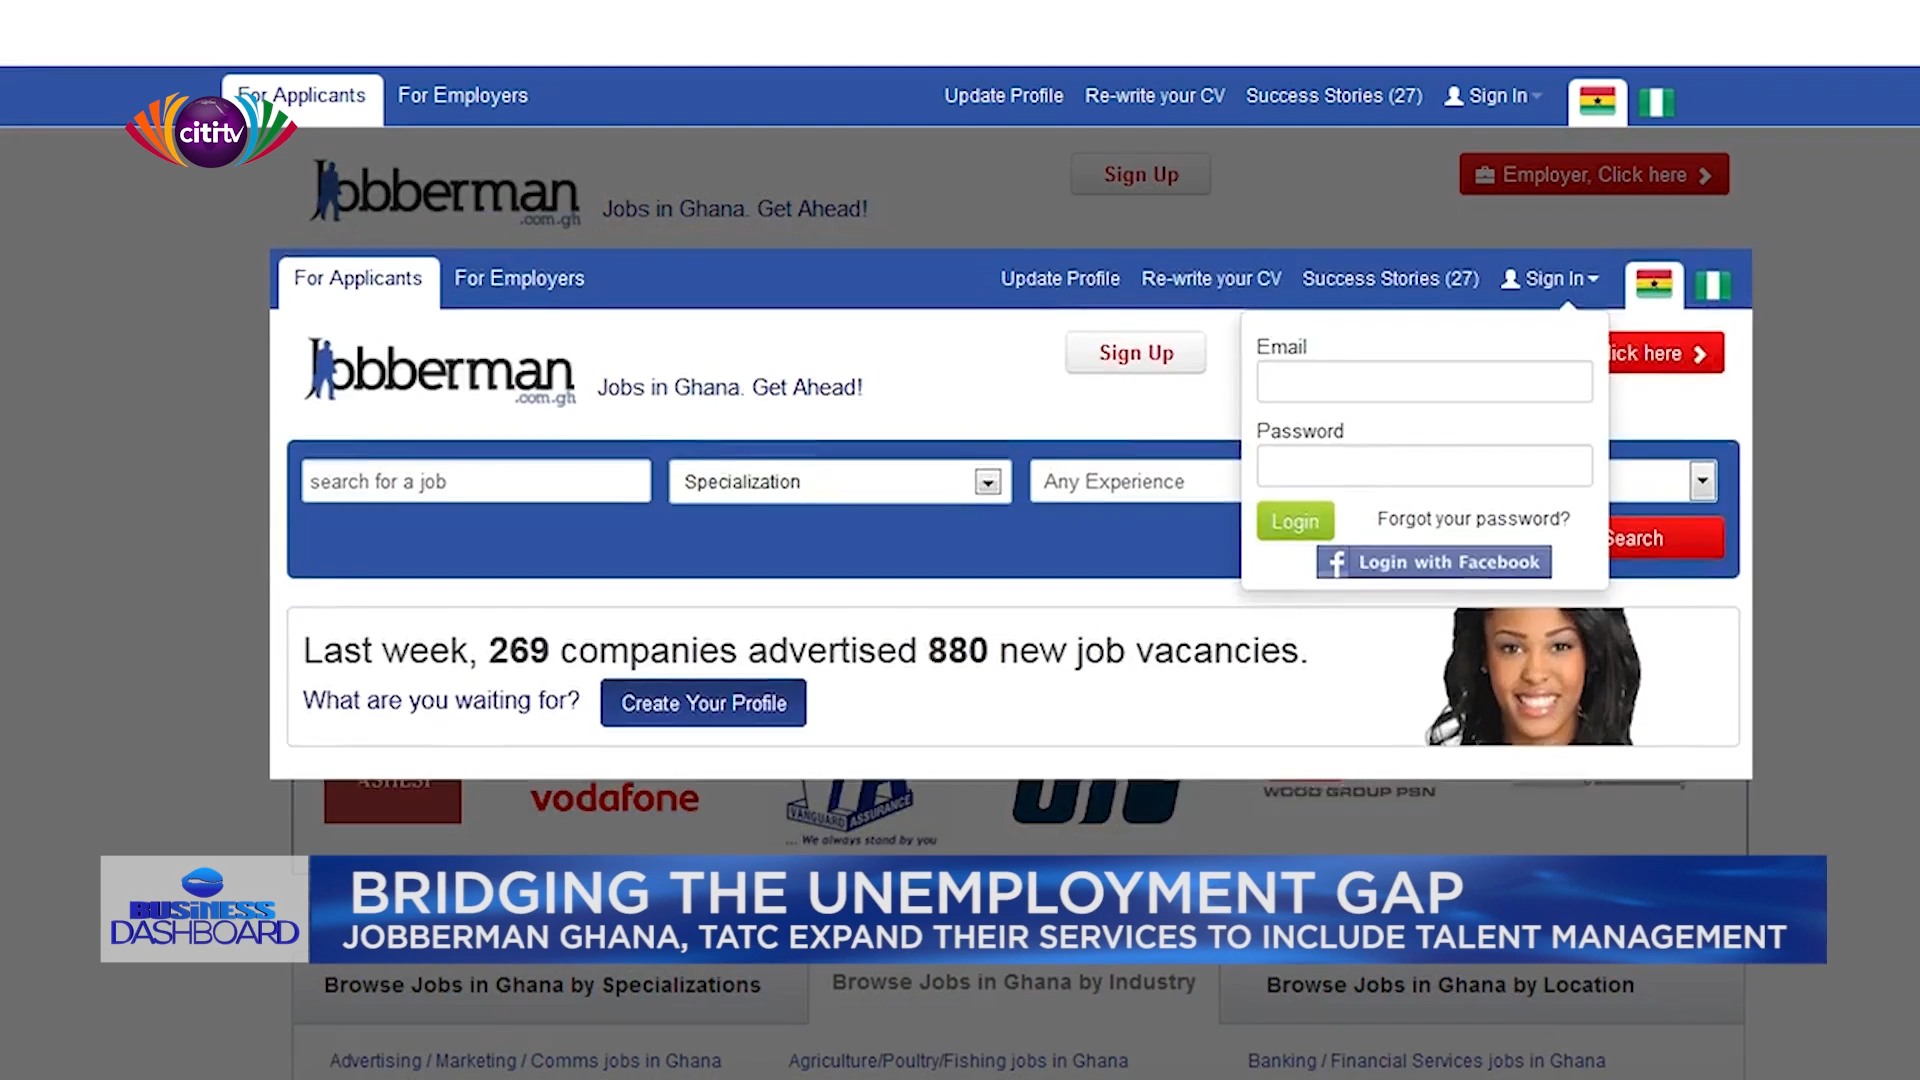 For Applicants
For Employers
Update Profile
Re-write your CV
Success Stories (27)
Sign In
citi tv
Jobberman
.com.gh
Jobs in Ghana. Get Ahead!
Sign Up
Employer, Click here
For Applicants
For Employers
Update Profile
Re-write your CV
Success Stories (27)
Sign In
Jobberman
.com.gh
Jobs in Ghana. Get Ahead!
Sign Up
ick here
Email
Password
search for a job
Specialization
Any Experience
Login
Forgot your password?
Search
f Login with Facebook
Last week, 269 companies advertised 880 new job vacancies.
What are you waiting for?
Create Your Profile
vodafone
VANGUARD ASSURANCE
... We always stand by you
WOOD GROUP PSN
BUSINESS
DASHBOARD
BRIDGING THE UNEMPLOYMENT GAP
JOBBERMAN GHANA, TATC EXPAND THEIR SERVICES TO INCLUDE TALENT MANAGEMENT
Browse Jobs in Ghana by Specializations
Browse Jobs in Ghana by Industry
Browse Jobs in Ghana by Location
Advertising / Marketing / Comms jobs in Ghana
Agriculture/Poultry/Fishing jobs in Ghana
Banking / Financial Services jobs in Ghana